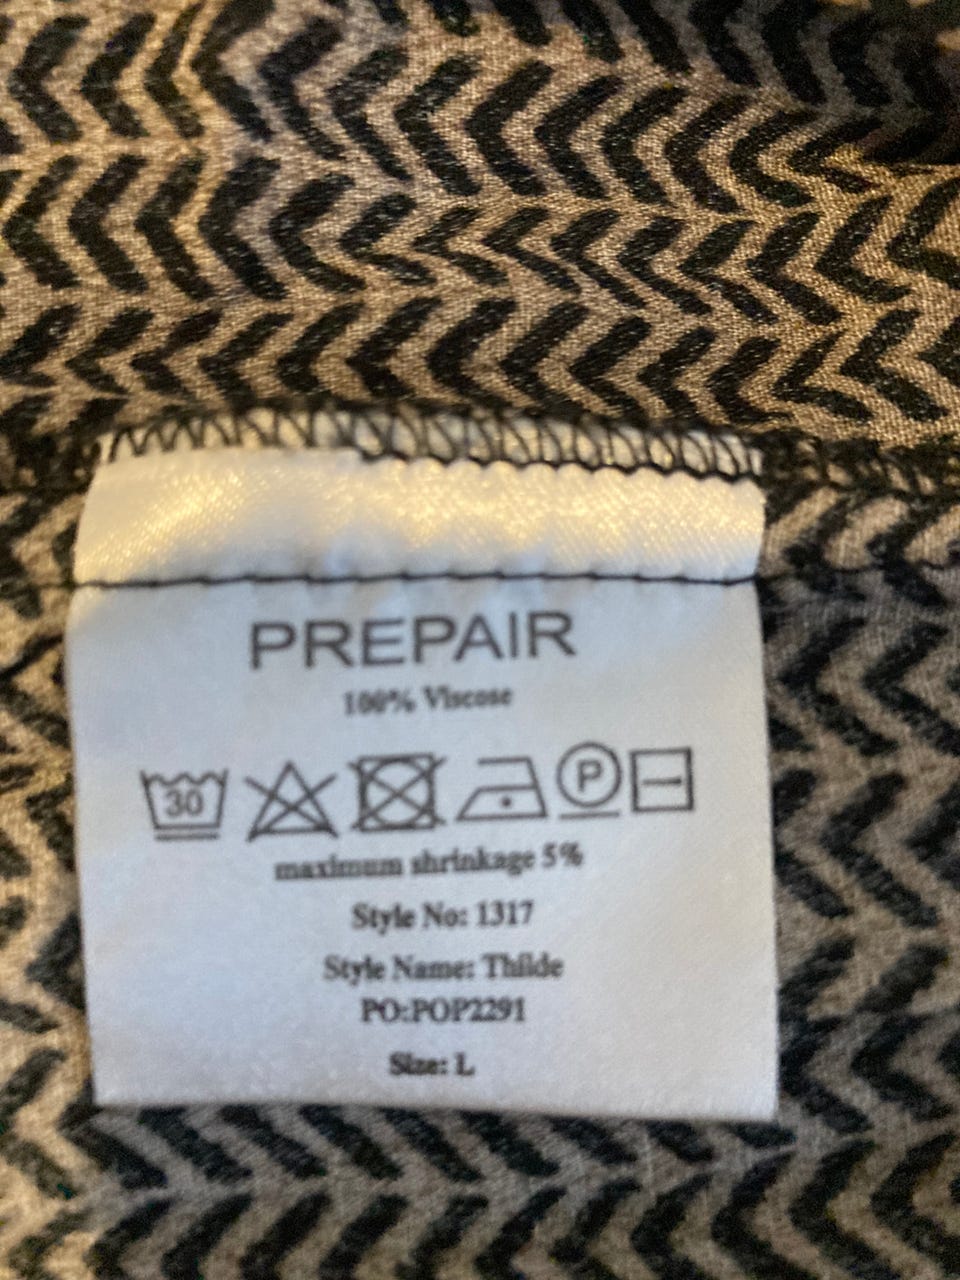 PREPAIR
100% Viscose
30 P
maximum shrinkage 5%
Style No: 1317
Style Name: Thilde
PO:POP2291
Size: L